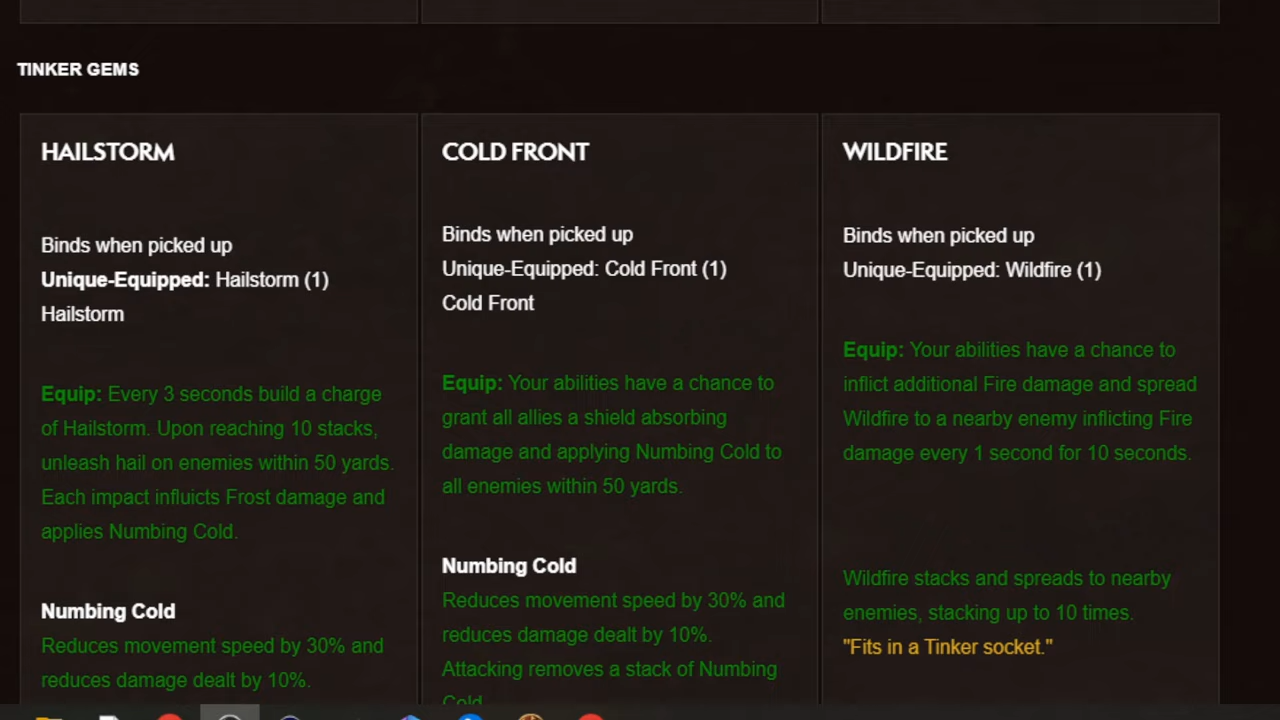 TINKER GEMS
HAILSTORM
Binds when picked up
Unique-Equipped: Hailstorm (1)
Hailstorm
Equip: Every 3 seconds build a charge
of Hailstorm. Upon reaching 10 stacks,
unleash hail on enemies within 50 yards.
Each impact influicts Frost damage and
applies Numbing Cold.
Numbing Cold
Reduces movement speed by 30% and
reduces damage dealt by 10%.
COLD FRONT
Binds when picked up
Unique-Equipped: Cold Front (1)
Cold Front
Equip: Your abilities have a chance to
grant all allies a shield absorbing
damage and applying Numbing Cold to
all enemies within 50 yards.
Numbing Cold
Reduces movement speed by 30% and
reduces damage dealt by 10%.
Attacking removes a stack of Numbing
Cold
WILDFIRE
Binds when picked up
Unique-Equipped: Wildfire (1)
Equip: Your abilities have a chance to
inflict additional Fire damage and spread
Wildfire to a nearby enemy inflicting Fire
damage every 1 second for 10 seconds.
Wildfire stacks and spreads to nearby
enemies, stacking up to 10 times.
"Fits in a Tinker socket."